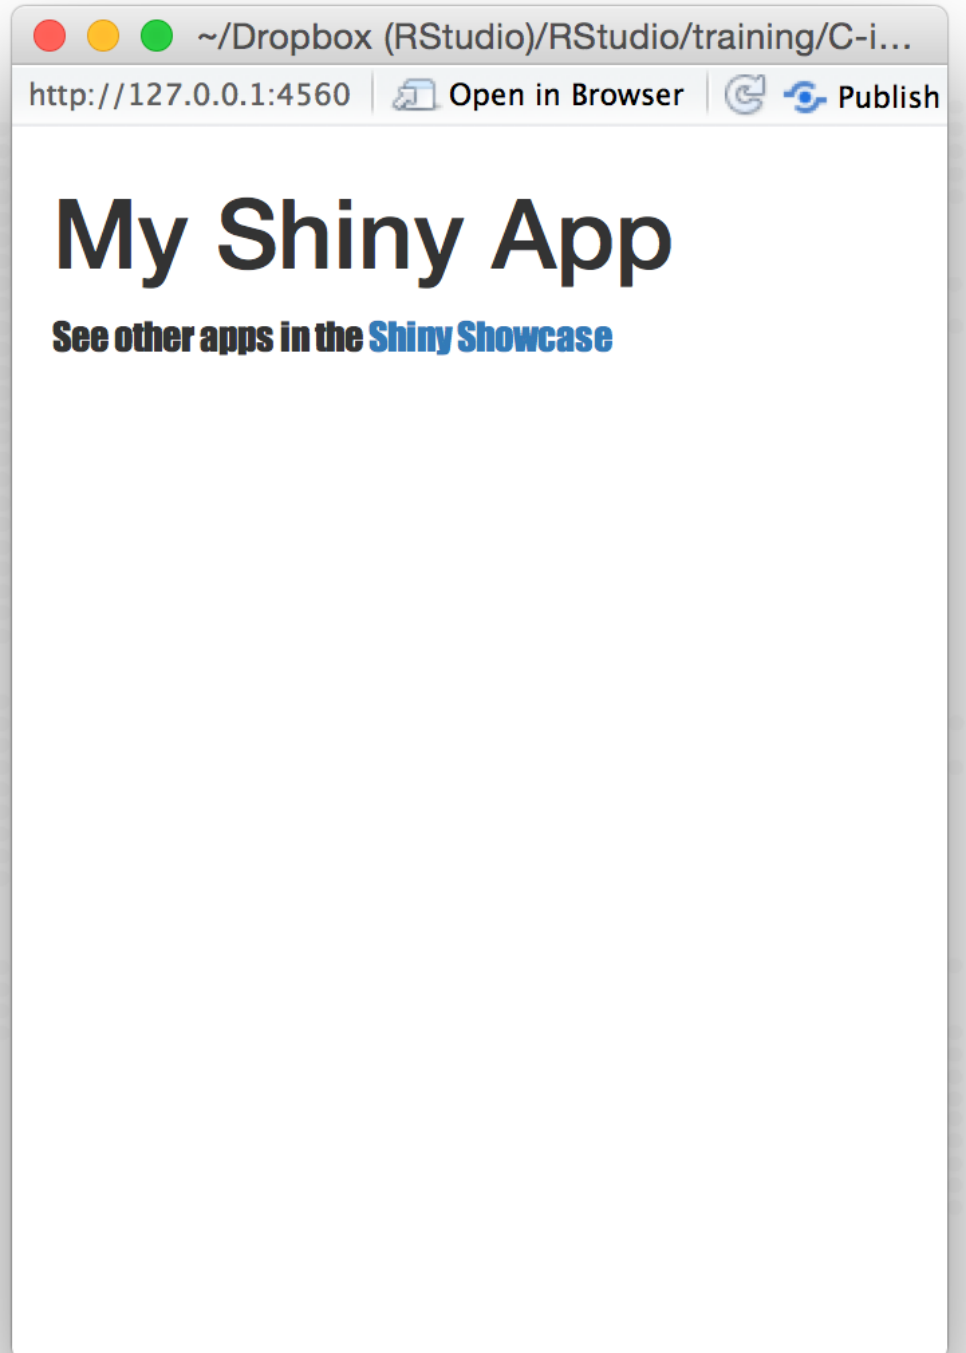 ~/Dropbox (RStudio)/RStudio/training/C-i...
http://127.0.0.1:4560 Open in Browser Publish
My Shiny App
See other apps in the Shiny Showcase